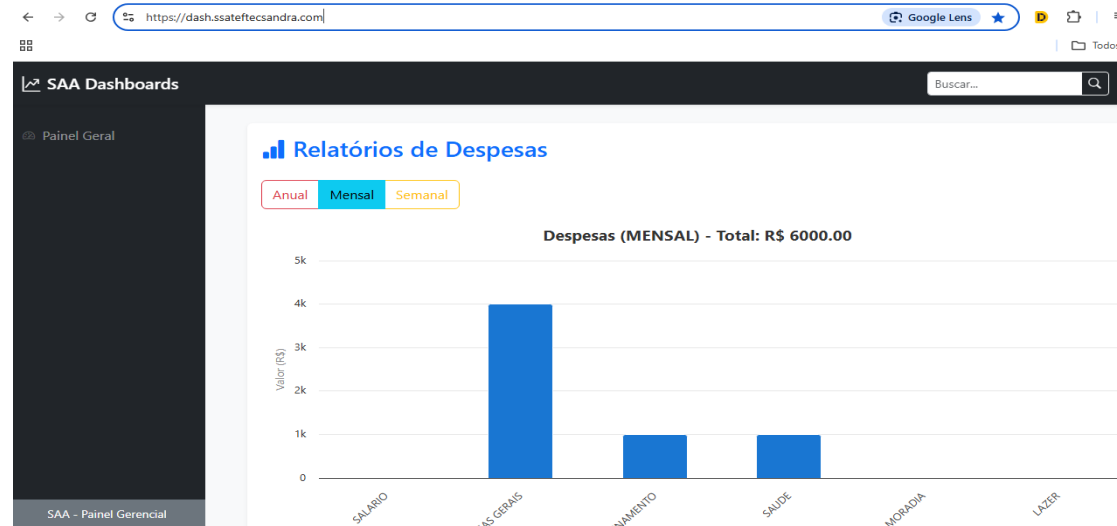 https://dash.ssateftecsandra.com
Google Lens
D
Todos
SAA Dashboards
Buscar...
Painel Geral
Relatórios de Despesas
Anual Mensal Semanal
Despesas (MENSAL) - Total: R$ 6000.00
5k
4k
3k
2k
1k
0
Valor (R$)
SALARIO
GERAIS
SAUDE
MORADIA
LAZER
SAA - Painel Gerencial